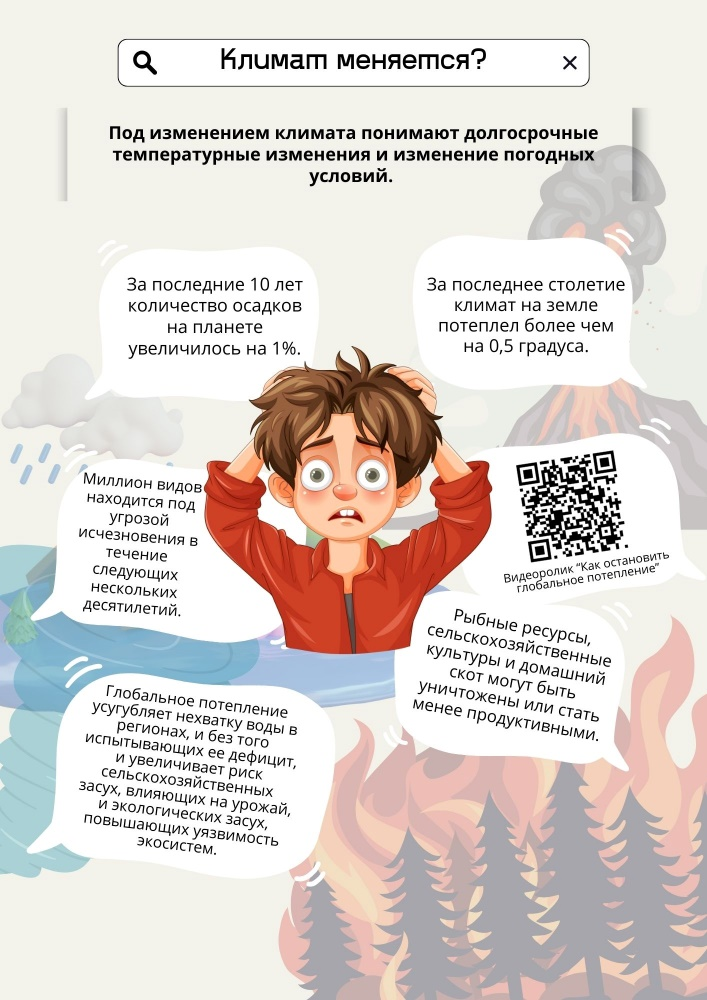 Климат меняется?
Под изменением климата понимают долгосрочные
температурные изменения и изменение погодных
условий.
За последние 10 лет
количество осадков
на планете
увеличилось на 1%.
За последнее столетие
климат на земле
потеплел более чем
на 0,5 градуса.
Миллион видов
находится под
угрозой
исчезновения в
течение
следующих
нескольких
десятилетий.
Видеоролик “Как остановить
глобальное потепление”
Рыбные ресурсы,
сельскохозяйственные
культуры и домашний
скот могут быть
уничтожены или стать
менее продуктивными.
Глобальное потепление
усугубляет нехватку воды в
регионах, и без того
испытывающих ее дефицит,
и увеличивает риск
сельскохозяйственных
засух, влияющих на урожай,
и экологических засух,
повышающих уязвимость
экосистем.